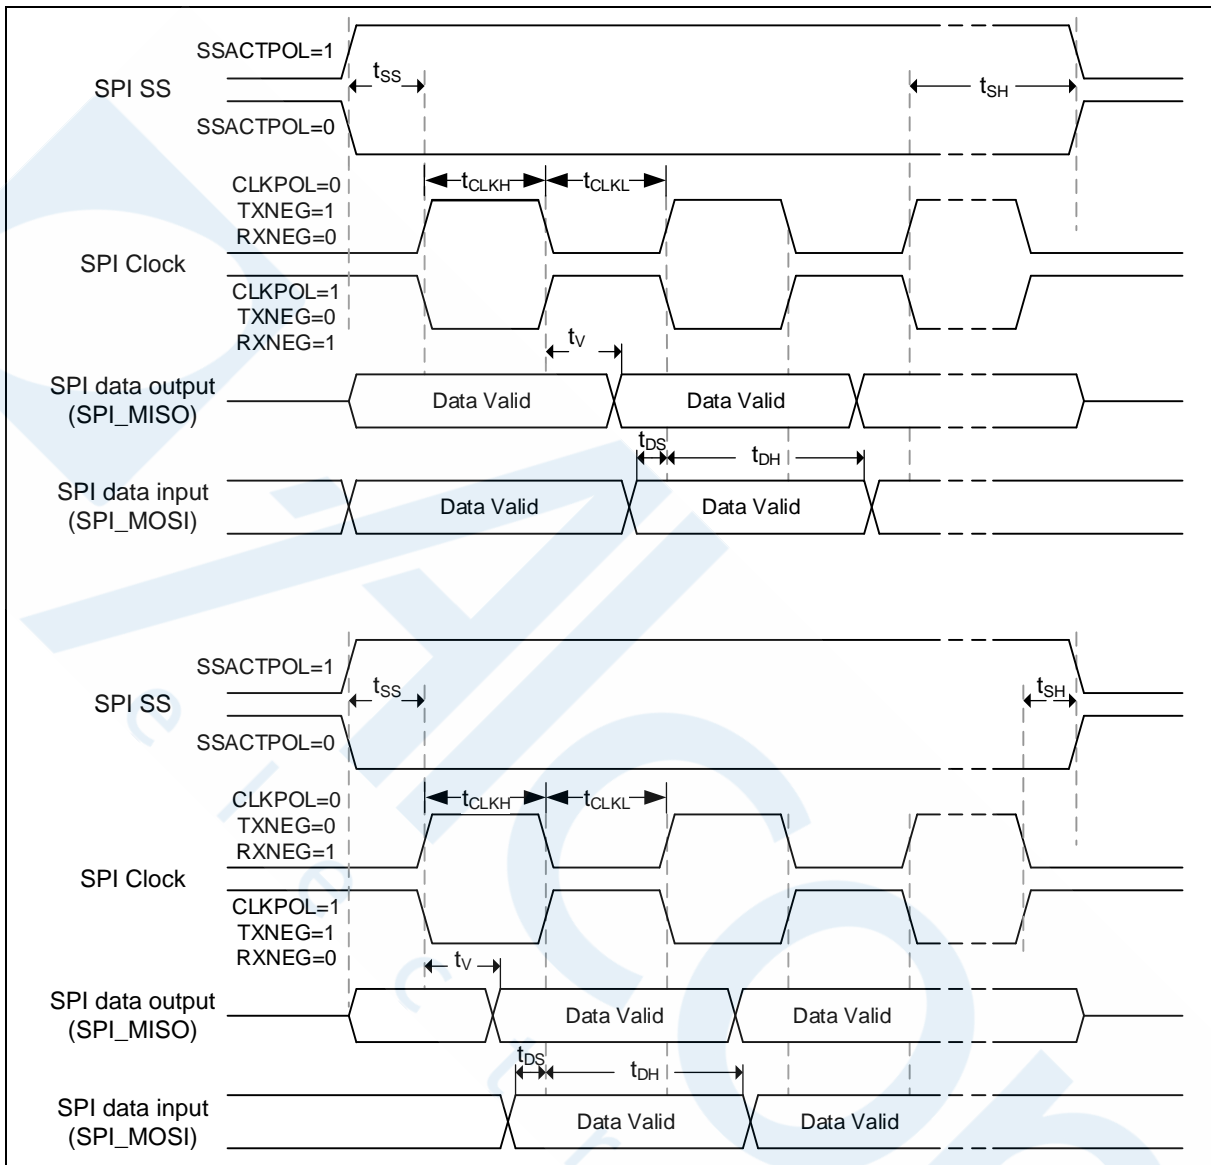 SSACTPOL=1
SPI SS
tSS
tSH
SSACTPOL=0
CLKPOL=0
TXNEG=1
RXNEG=0
tCLKH
tCLKL
SPI Clock
CLKPOL=1
TXNEG=0
RXNEG=1
tV
SPI data output
(SPI_MISO)
Data Valid
Data Valid
tDS
tDH
SPI data input
(SPI_MOSI)
Data Valid
Data Valid
SSACTPOL=1
SPI SS
tSS
tSH
SSACTPOL=0
CLKPOL=0
TXNEG=0
RXNEG=1
tCLKH
tCLKL
SPI Clock
CLKPOL=1
TXNEG=1
RXNEG=0
tV
SPI data output
(SPI_MISO)
Data Valid
Data Valid
tDS
tDH
SPI data input
(SPI_MOSI)
Data Valid
Data Valid